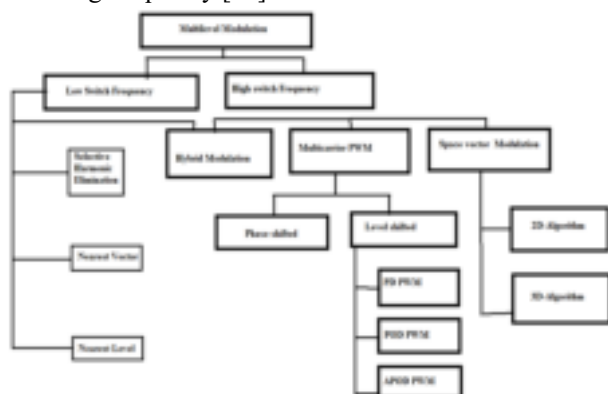 Multilevel Modulation
Low Switch Frequency
High switch Frequency
Hybrid Modulation
Multicarrier PWM
Space vector Modulation
Selective
Harmonic
Elimination
Phase shifted
Level shifted
2D-Algorithm
Nearest Vector
PD PWM
3D-Algorithm
POD PWM
Nearest Level
APOD PWM